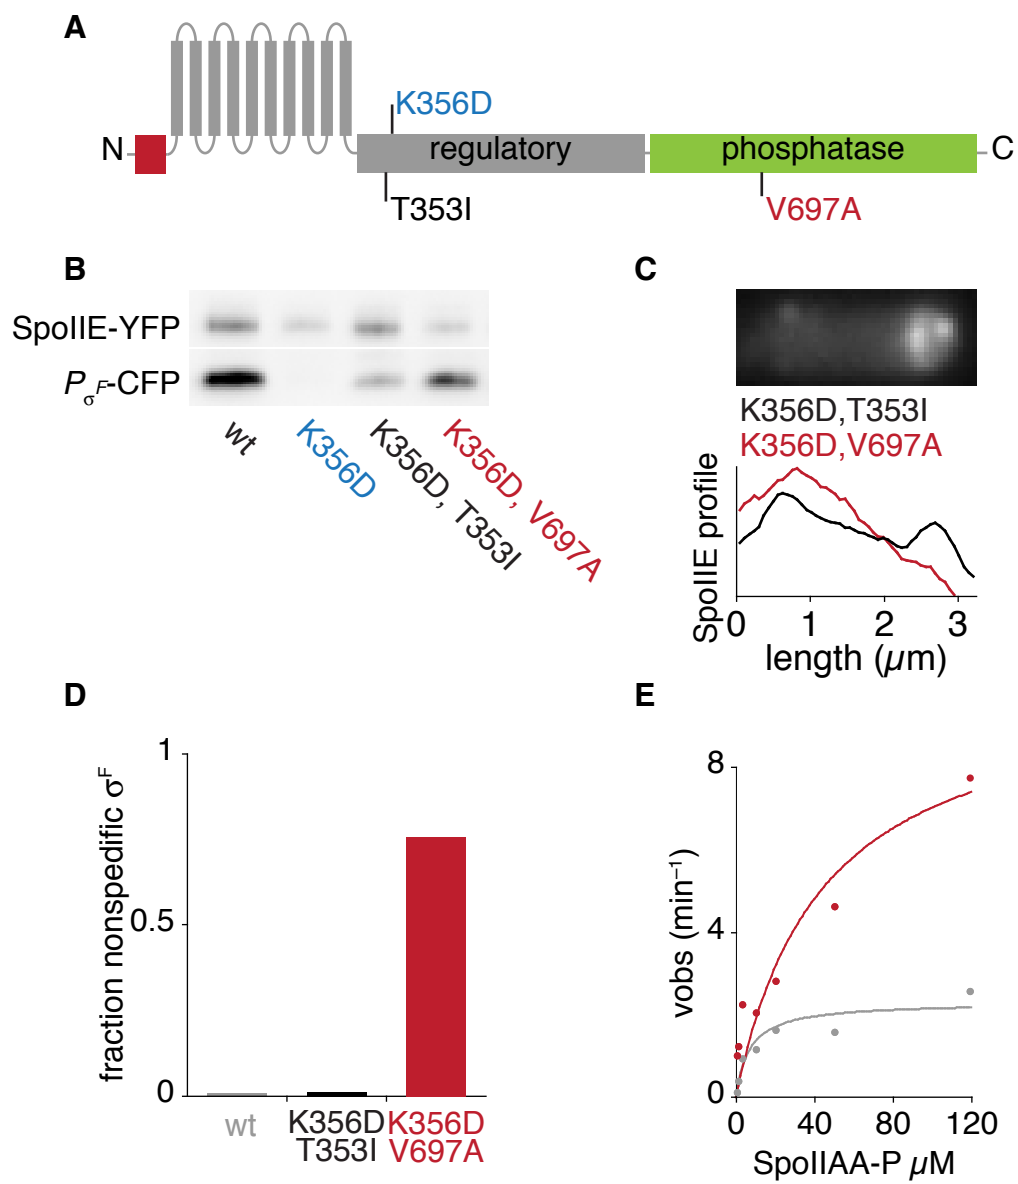 A
K356D
N
regulatory
phosphatase
C
T353I
V697A
B
SpoIIE-YFP
PσF-CFP
wt
K356D
K356D, T353I
K356D, V697A
C
K356D,T353I
K356D,V697A
SpoIIE profile
0 1 2 3
length (µm)
D
fraction nonspedific σF
1
0.5
0
wt
K356D
T353I
K356D
V697A
E
vobs (min⁻¹)
8
4
0
0 40 80 120
SpoIIAA-P µM